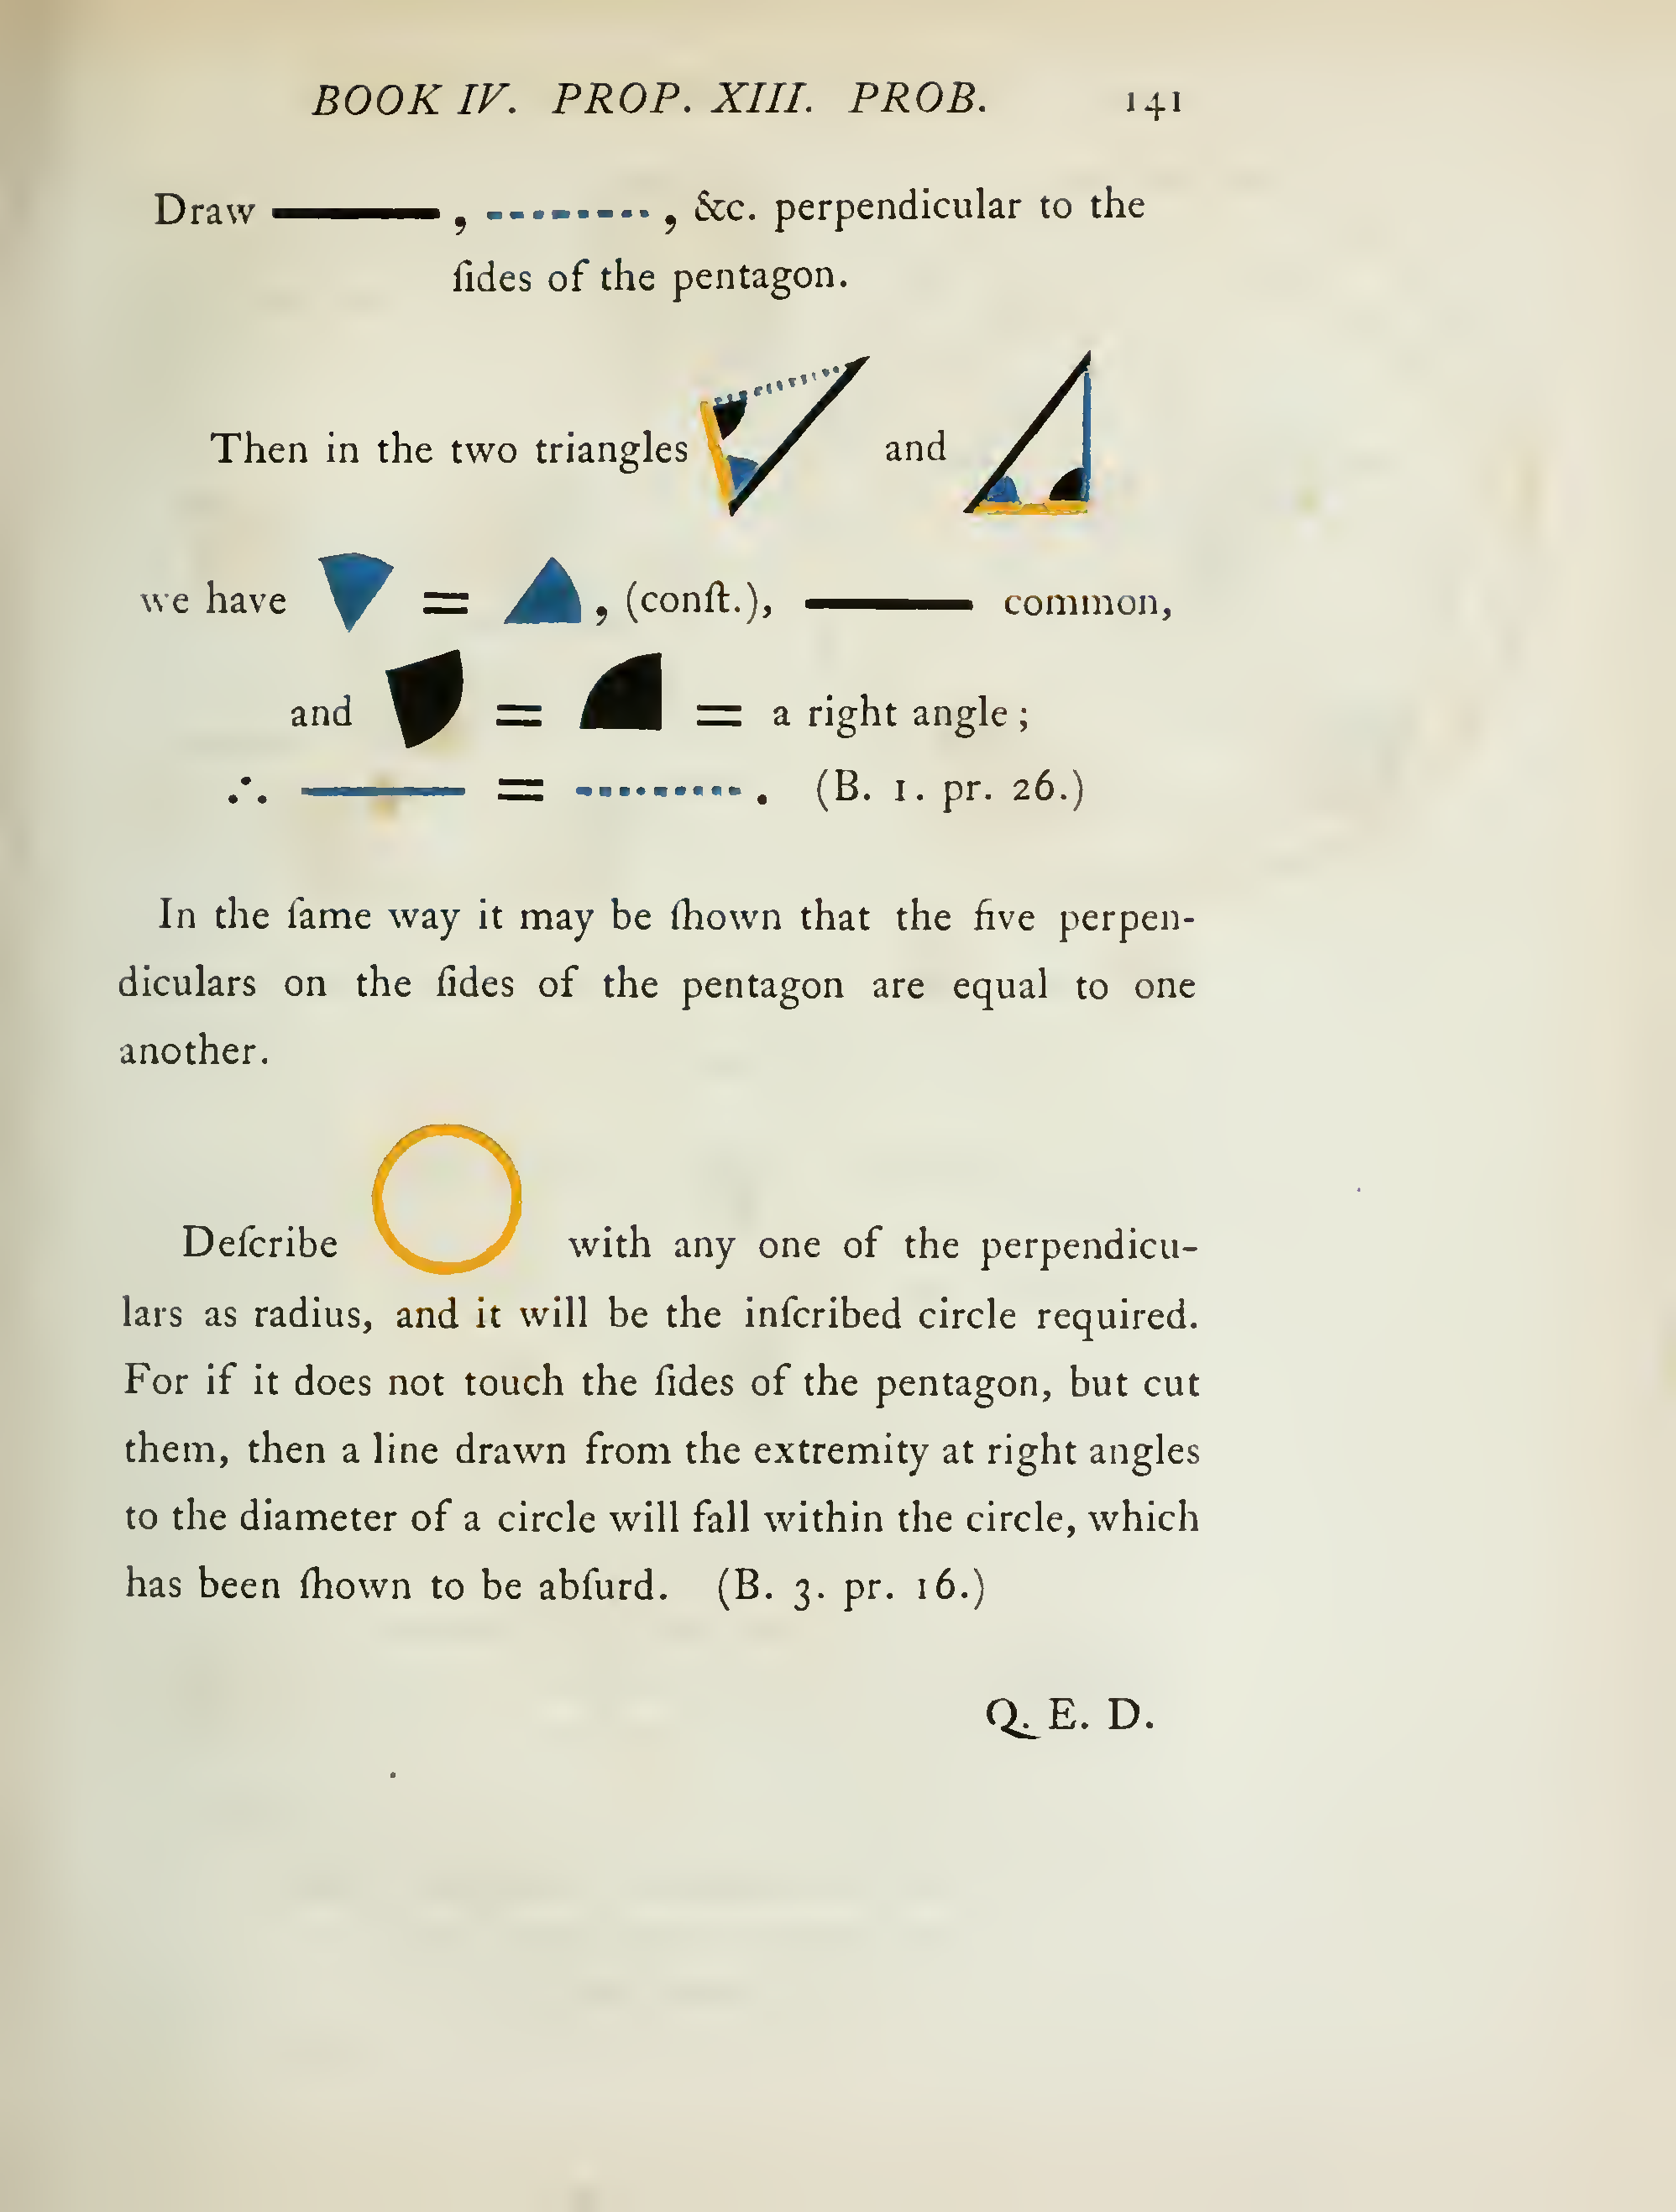 BOOK IV. PROP. XIII. PROB. 141
Draw , , &c. perpendicular to the
ſides of the pentagon.
Then in the two triangles and
we have = , (conſt.), common,
and = = a right angle ;
∴ = . (B. 1. pr. 26.)
In the ſame way it may be ſhown that the five perpen-
diculars on the ſides of the pentagon are equal to one
another.
Deſcribe with any one of the perpendicu-
lars as radius, and it will be the inſcribed circle required.
For if it does not touch the ſides of the pentagon, but cut
them, then a line drawn from the extremity at right angles
to the diameter of a circle will fall within the circle, which
has been ſhown to be abſurd. (B. 3. pr. 16.)
Q. E. D.